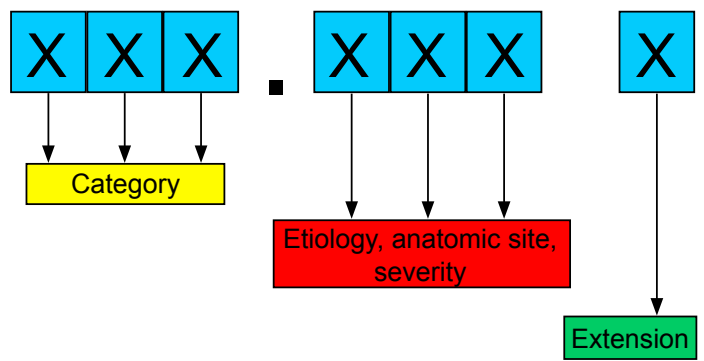 X X X . X X X X
Category
Etiology, anatomic site,
severity
Extension